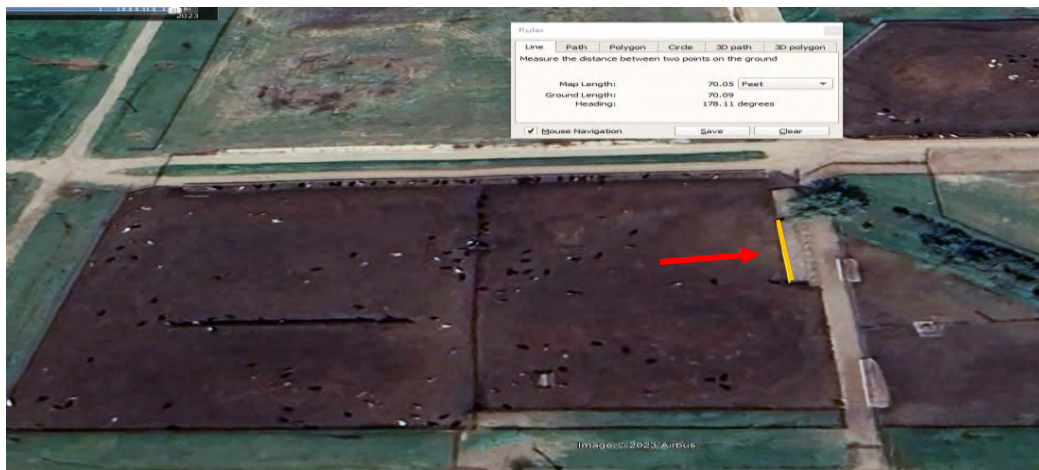 2023
Ruler
Line Path Polygon Circle 3D path 3D polygon
Measure the distance between two points on the ground
Map Length: 70.05 Feet
Ground Length: 70.09
Heading: 178.11 degrees
Mouse Navigation Save Clear
Image © 2023 Airbus